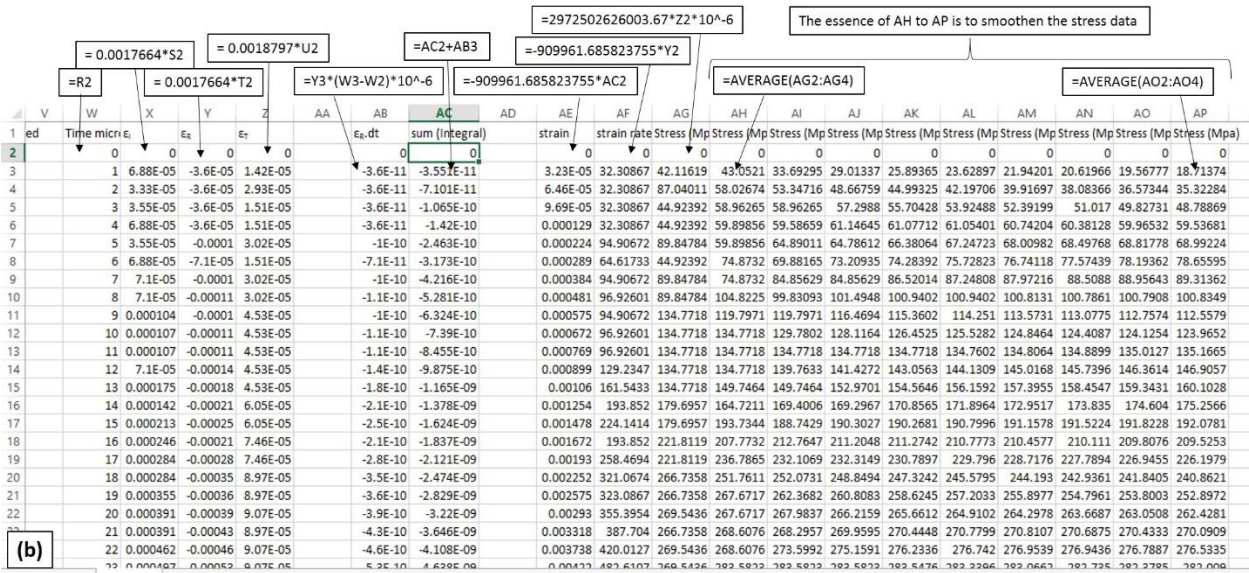 =2972502626003.67*Z2*10^-6
The essence of AH to AP is to smoothen the stress data
= 0.0017664*S2
= 0.0018797*U2
=AC2+AB3
=-909961.685823755*Y2
=R2
= 0.0017664*T2
=Y3*(W3-W2)*10^-6
=-909961.685823755*AC2
=AVERAGE(AG2:AG4)
=AVERAGE(AO2:AO4)
V W X Y Z AA AB AC AD AE AF AG AH AI AJ AK AL AM AN AO AP
1 ed Time micr εI εR εT εR.dt sum (Integral) strain strain rate Stress (Mp Stress (Mp Stress (Mp Stress (Mp Stress (Mp Stress (Mp Stress (Mp Stress (Mp Stress (Mp Stress (Mpa)
2 0 0 0 0 0 0 0 0 0 0 0 0 0 0 0 0 0 0
3 1 6.88E-05 -3.6E-05 1.42E-05 -3.6E-11 -3.551E-11 3.23E-05 32.30867 42.11619 43.0521 33.69295 29.01337 25.89365 23.62897 21.94201 20.61966 19.56777 18.71374
4 2 3.33E-05 -3.6E-05 2.93E-05 -3.6E-11 -7.101E-11 6.46E-05 32.30867 87.04011 58.02674 53.34716 48.66759 44.99325 42.19706 39.91697 38.08366 36.57344 35.32284
5 3 3.55E-05 -3.6E-05 1.51E-05 -3.6E-11 -1.065E-10 9.69E-05 32.30867 44.92392 58.96265 58.96265 57.2988 55.70428 53.92488 52.39199 51.017 49.82731 48.78869
6 4 6.88E-05 -3.6E-05 1.51E-05 -3.6E-11 -1.42E-10 0.000129 32.30867 44.92392 59.89856 59.58659 61.14645 61.07712 61.05401 60.74204 60.38128 59.96532 59.53681
7 5 3.55E-05 -0.0001 3.02E-05 -1E-10 -2.463E-10 0.000224 94.90672 89.84784 59.89856 64.89011 64.78612 66.38064 67.24723 68.00982 68.49768 68.81778 68.99224
8 6 6.88E-05 -7.1E-05 1.51E-05 -7.1E-11 -3.173E-10 0.000289 64.61733 44.92392 74.8732 69.88165 73.20935 74.28392 75.72823 76.74118 77.57439 78.19362 78.65595
9 7 7.1E-05 -0.0001 3.02E-05 -1E-10 -4.216E-10 0.000384 94.90672 89.84784 74.8732 84.85629 84.85629 86.52014 87.24808 87.97216 88.5088 88.95643 89.31362
10 8 7.1E-05 -0.00011 3.02E-05 -1.1E-10 -5.281E-10 0.000481 96.92601 89.84784 104.8225 99.83093 101.4948 100.9402 100.9402 100.8131 100.7861 100.7908 100.8349
11 9 0.000104 -0.0001 4.53E-05 -1E-10 -6.324E-10 0.000575 94.90672 134.7718 119.7971 119.7971 116.4694 115.3602 114.251 113.5731 113.0775 112.7574 112.5579
12 10 0.000107 -0.00011 4.53E-05 -1.1E-10 -7.39E-10 0.000672 96.92601 134.7718 134.7718 129.7802 128.1164 126.4525 125.5282 124.8464 124.4087 124.1254 123.9652
13 11 0.000107 -0.00011 4.53E-05 -1.1E-10 -8.455E-10 0.000769 96.92601 134.7718 134.7718 134.7718 134.7718 134.7718 134.7602 134.8064 134.8899 135.0127 135.1665
14 12 7.1E-05 -0.00014 4.53E-05 -1.4E-10 -9.875E-10 0.000899 129.2347 134.7718 134.7718 139.7633 141.4272 143.0563 144.1309 145.0168 145.7396 146.3614 146.9057
15 13 0.000175 -0.00018 4.53E-05 -1.8E-10 -1.165E-09 0.00106 161.5433 134.7718 149.7464 149.7464 152.9701 154.5646 156.1592 157.3955 158.4547 159.3431 160.1028
16 14 0.000142 -0.00021 6.05E-05 -2.1E-10 -1.378E-09 0.001254 193.852 179.6957 164.7211 169.4006 169.2967 170.8565 171.8964 172.9517 173.835 174.604 175.2566
17 15 0.000213 -0.00025 6.05E-05 -2.5E-10 -1.624E-09 0.001478 224.1414 179.6957 193.7344 188.7429 190.3027 190.2681 190.7996 191.1578 191.5224 191.8228 192.0781
18 16 0.000246 -0.00021 7.46E-05 -2.1E-10 -1.837E-09 0.001672 193.852 221.8119 207.7732 212.7647 211.2048 211.2742 210.7773 210.4577 210.111 209.8076 209.5253
19 17 0.000284 -0.00028 7.46E-05 -2.8E-10 -2.121E-09 0.00193 258.4694 221.8119 236.7865 232.1069 232.3149 230.7897 229.796 228.7176 227.7894 226.9455 226.1979
20 18 0.000284 -0.00035 8.97E-05 -3.5E-10 -2.474E-09 0.002252 321.0674 266.7358 251.7611 252.0731 248.8494 247.3242 245.5795 244.193 242.9361 241.8405 240.8621
21 19 0.000355 -0.00036 8.97E-05 -3.6E-10 -2.829E-09 0.002575 323.0867 266.7358 267.6717 262.3682 260.8083 258.6245 257.2033 255.8977 254.7961 253.8003 252.8972
22 20 0.000391 -0.00039 9.07E-05 -3.9E-10 -3.22E-09 0.00293 355.3954 269.5436 267.6717 267.9837 266.2159 265.6612 264.9102 264.2978 263.6687 263.0508 262.4281
21 0.000391 -0.00043 8.97E-05 -4.3E-10 -3.646E-09 0.003318 387.704 266.7358 268.6076 268.2957 269.9595 270.4448 270.7799 270.8107 270.6875 270.4333 270.0909
(b) 22 0.000462 -0.00046 9.07E-05 -4.6E-10 -4.108E-09 0.003738 420.0127 269.5436 268.6076 273.5992 275.1591 276.2336 276.742 276.9539 276.9436 276.7887 276.5335